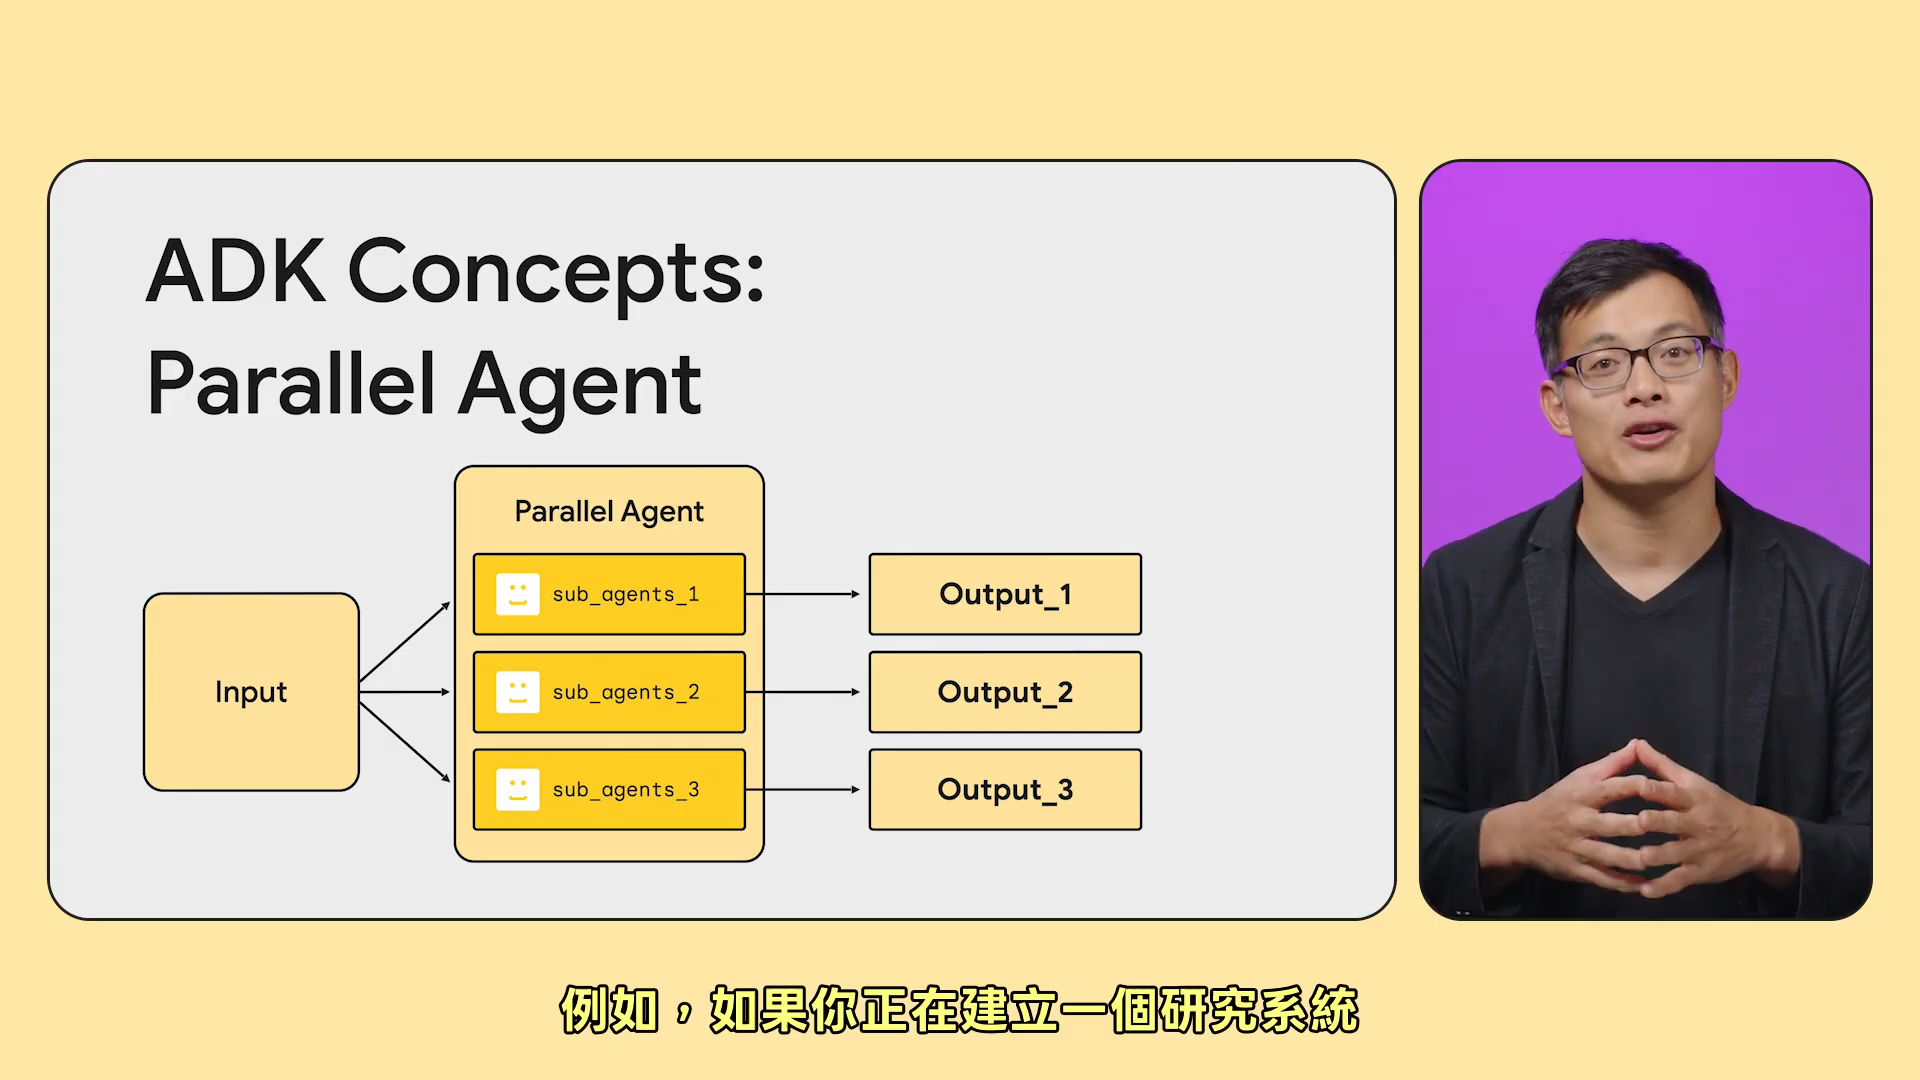 ADK Concepts:
Parallel Agent
Parallel Agent
Input
sub_agents_1
sub_agents_2
sub_agents_3
Output_1
Output_2
Output_3
例如，如果你正在建立一個研究系統